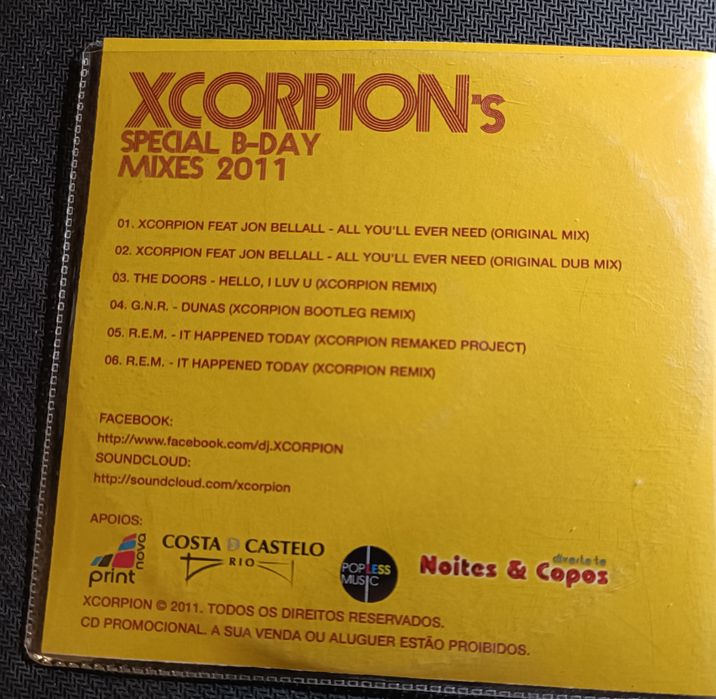 XCORPION's
SPECIAL B-DAY
MIXES 2011
01. XCORPION FEAT JON BELLALL - ALL YOU'LL EVER NEED (ORIGINAL MIX)
02. XCORPION FEAT JON BELLALL - ALL YOU'LL EVER NEED (ORIGINAL DUB MIX)
03. THE DOORS - HELLO, I LUV U (XCORPION REMIX)
04. G.N.R. - DUNAS (XCORPION BOOTLEG REMIX)
05. R.E.M. - IT HAPPENED TODAY (XCORPION REMAKED PROJECT)
06. R.E.M. - IT HAPPENED TODAY (XCORPION REMIX)
FACEBOOK:
http://www.facebook.com/dj.XCORPION
SOUNDCLOUD:
http://soundcloud.com/xcorpion
APOIOS:
nova
print
COSTA D CASTELO
RIO
POPLESS
MUSIC
diverte-te
Noites & Copos
XCORPION © 2011. TODOS OS DIREITOS RESERVADOS.
CD PROMOCIONAL. A SUA VENDA OU ALUGUER ESTÃO PROIBIDOS.